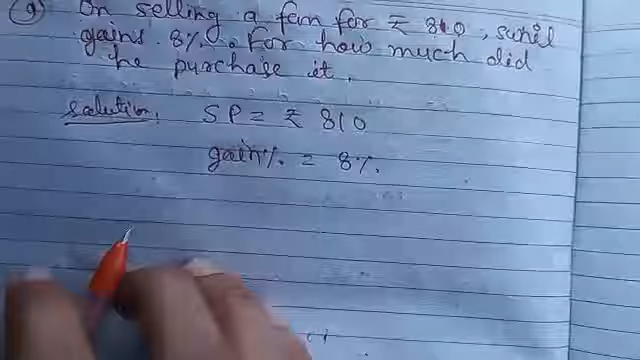 On selling a fan for ₹ 810, Sunil
gains 8%. For how much did
he purchase it.
Solution: SP = ₹ 810
gain% = 8%.